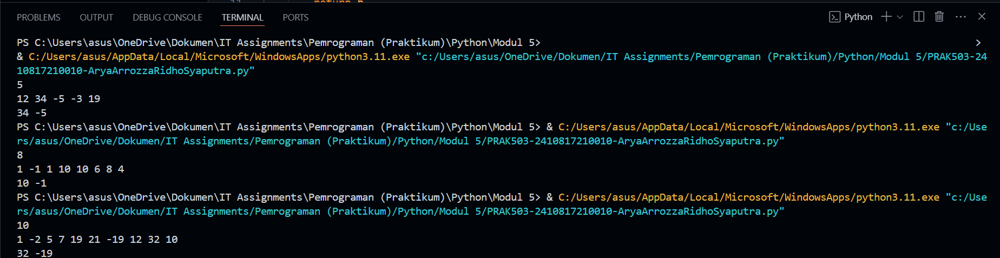 PROBLEMS OUTPUT DEBUG CONSOLE TERMINAL PORTS Python
PS C:\Users\asus\OneDrive\Dokumen\IT Assignments\Pemrograman (Praktikum)\Python\Modul 5> >
& C:/Users/asus/AppData/Local/Microsoft/WindowsApps/python3.11.exe "c:/Users/asus/OneDrive/Dokumen/IT Assignments/Pemrograman (Praktikum)/Python/Modul 5/PRAK503-24
10817210010-AryaArrozzaRidhoSyaputra.py"
5
12 34 -5 -3 19
34 -5
PS C:\Users\asus\OneDrive\Dokumen\IT Assignments\Pemrograman (Praktikum)\Python\Modul 5> & C:/Users/asus/AppData/Local/Microsoft/WindowsApps/python3.11.exe "c:/Use
rs/asus/OneDrive/Dokumen/IT Assignments/Pemrograman (Praktikum)/Python/Modul 5/PRAK503-2410817210010-AryaArrozzaRidhoSyaputra.py"
8
1 -1 1 10 10 6 8 4
10 -1
PS C:\Users\asus\OneDrive\Dokumen\IT Assignments\Pemrograman (Praktikum)\Python\Modul 5> & C:/Users/asus/AppData/Local/Microsoft/WindowsApps/python3.11.exe "c:/Use
rs/asus/OneDrive/Dokumen/IT Assignments/Pemrograman (Praktikum)/Python/Modul 5/PRAK503-2410817210010-AryaArrozzaRidhoSyaputra.py"
10
1 -2 5 7 19 21 -19 12 32 10
32 -19